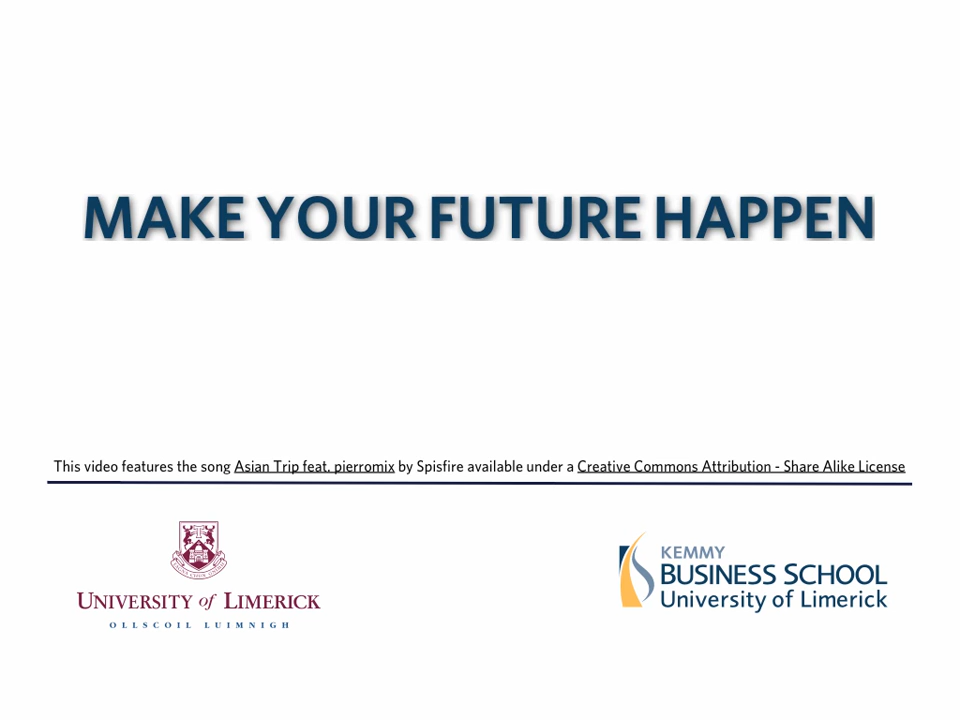 MAKE YOUR FUTURE HAPPEN
This video features the song Asian Trip feat. pierromix by Spisfire available under a Creative Commons Attribution - Share Alike License
UNIVERSITY of LIMERICK
OLLSCOIL LUIMNIGH
KEMMY
BUSINESS SCHOOL
University of Limerick